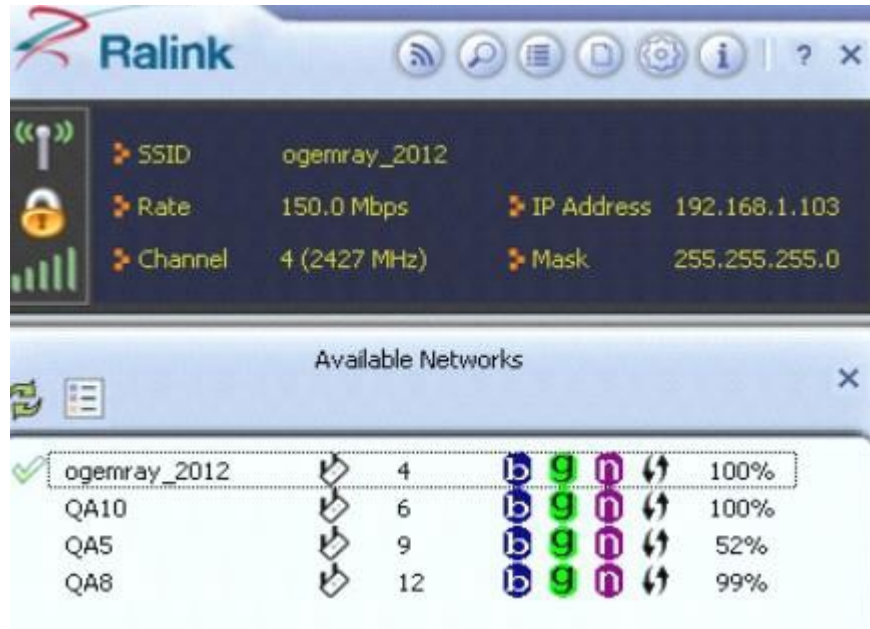 Ralink
i ? ×
SSID ogemray_2012
Rate 150.0 Mbps IP Address 192.168.1.103
Channel 4 (2427 MHz) Mask 255.255.255.0
Available Networks ×
ogemray_2012 4 b g n 100%
QA10 6 b g n 100%
QA5 9 b g n 52%
QA8 12 b g n 99%